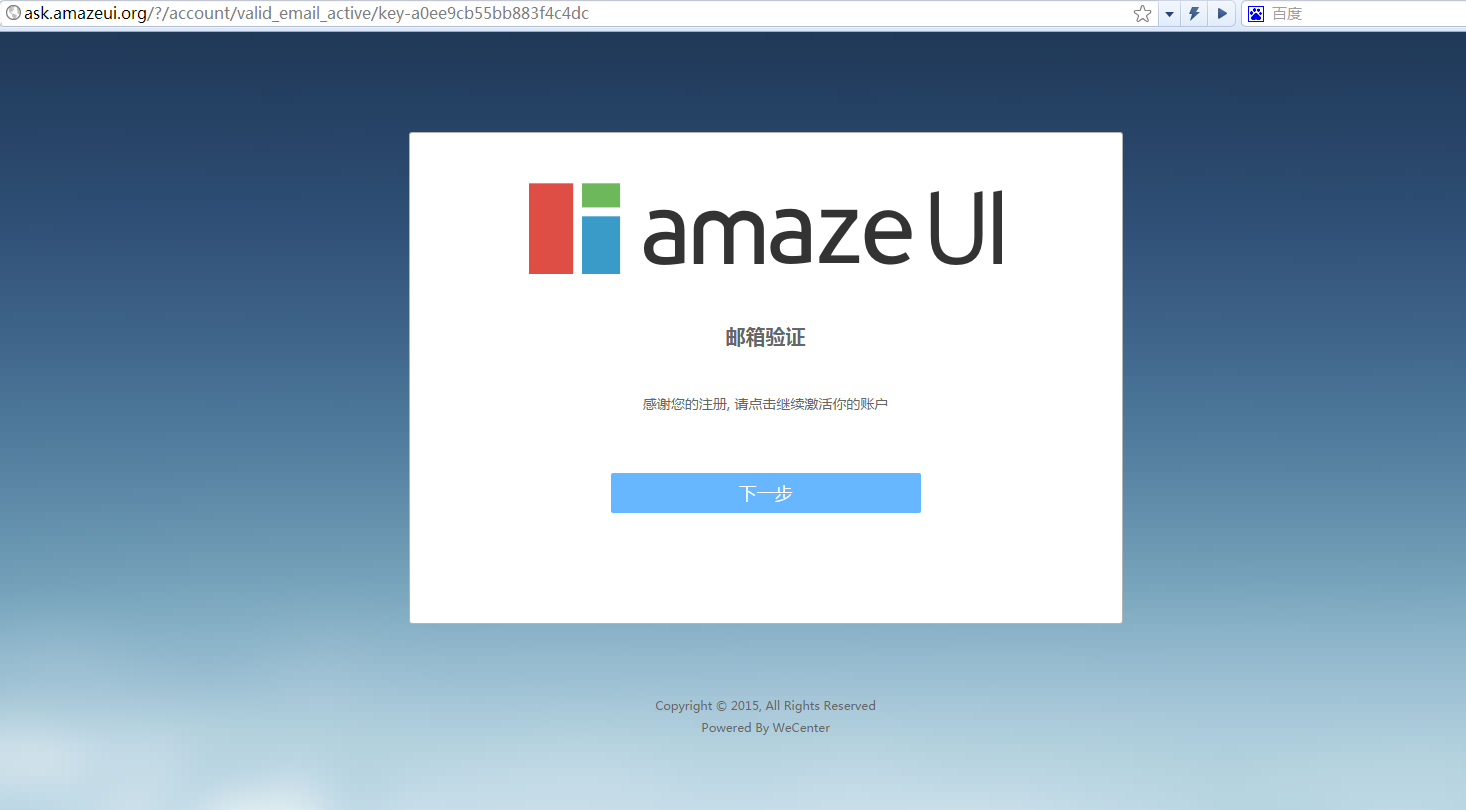 ask.amazeui.org/?/account/valid_email_active/key-a0ee9cb55bb883f4c4dc
百度
amaze UI
邮箱验证
感谢您的注册, 请点击继续激活你的账户
下一步
Copyright © 2015, All Rights Reserved
Powered By WeCenter